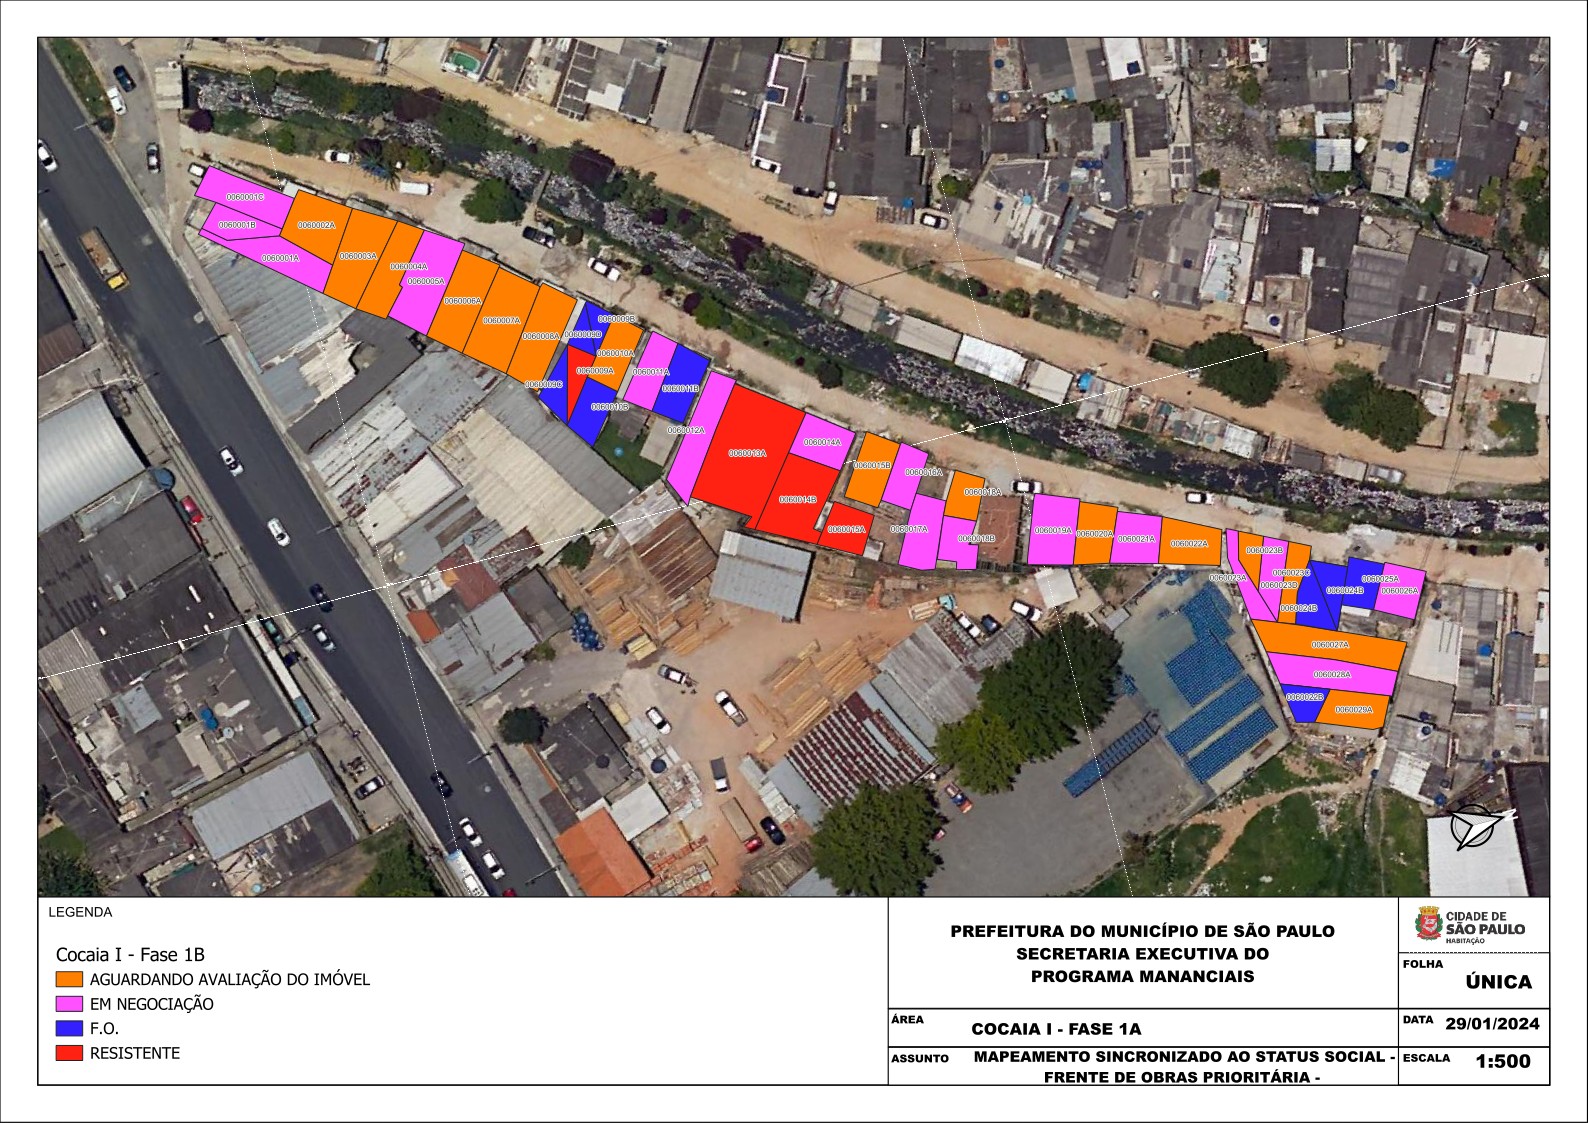 0060001C
0060001B
0060001A
0060002A
0060003A
0060004A
0060005A
0060006A
0060007A
0060008A
0060009B
0060009D
0060010A
0060009A
0060009C
0060010B
0060011A
0060011B
0060012A
0060013A
0060014A
0060014B
0060015B
0060015A
0060016A
0060017A
0060018A
0060018B
0060019A
0060020A
0060021A
0060022A
0060023B
0060023A
0060023C
0060024B
0060025A
0060026A
0060027A
0060028A
0060022B
0060029A
LEGENDA
Cocaia I - Fase 1B
AGUARDANDO AVALIAÇÃO DO IMÓVEL
EM NEGOCIAÇÃO
F.O.
RESISTENTE
PREFEITURA DO MUNICÍPIO DE SÃO PAULO
SECRETARIA EXECUTIVA DO
PROGRAMA MANANCIAIS
CIDADE DE
SÃO PAULO
HABITAÇÃO
FOLHA
ÚNICA
ÁREA
COCAIA I - FASE 1A
DATA 29/01/2024
ASSUNTO
MAPEAMENTO SINCRONIZADO AO STATUS SOCIAL -
FRENTE DE OBRAS PRIORITÁRIA -
ESCALA 1:500